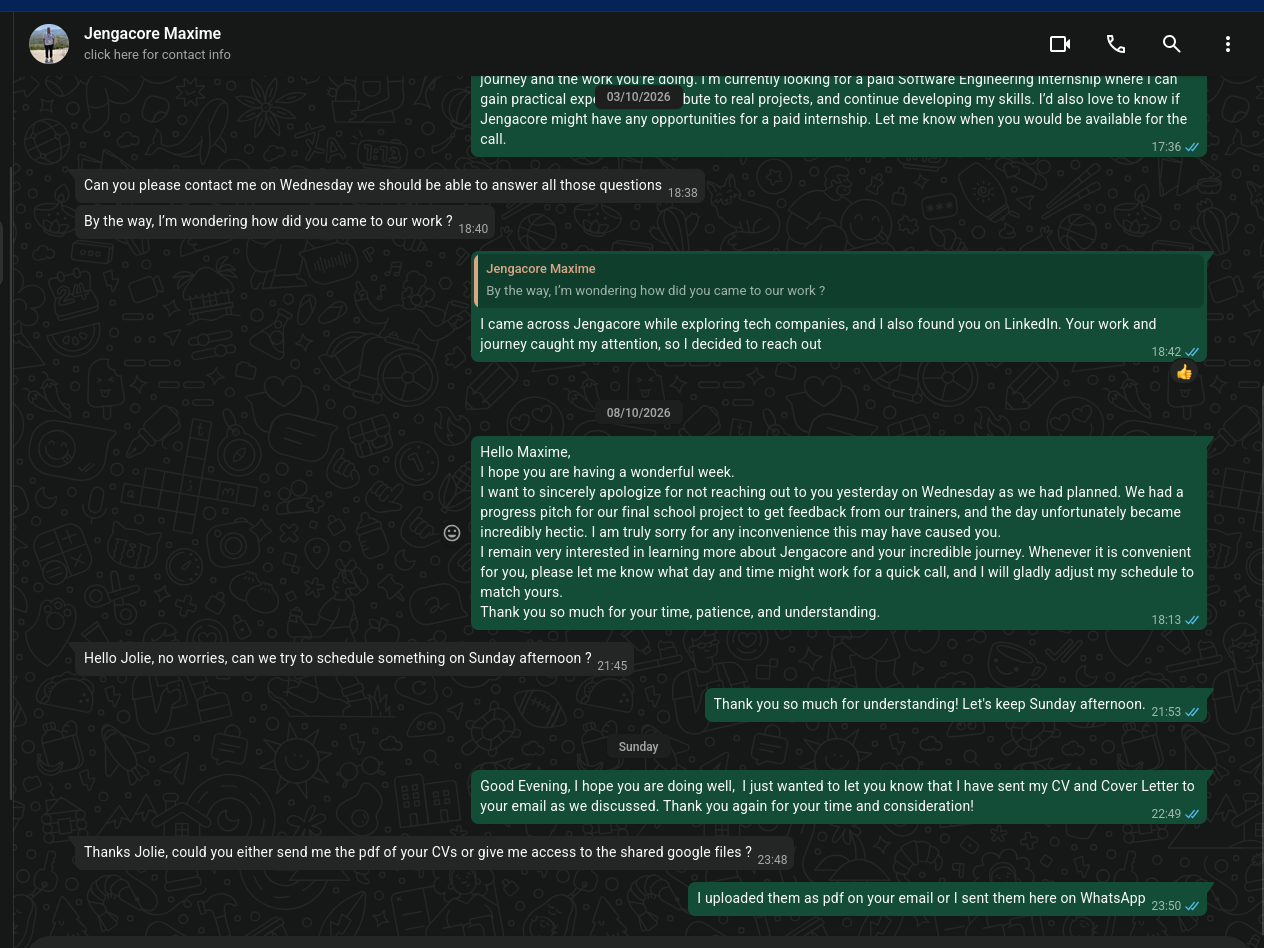 Jengacore Maxime
click here for contact info
journey and the work you're doing. I'm currently looking for a paid Software Engineering internship where I can
03/10/2026
gain practical expe bute to real projects, and continue developing my skills. I'd also love to know if
Jengacore might have any opportunities for a paid internship. Let me know when you would be available for the
call.
17:36
Can you please contact me on Wednesday we should be able to answer all those questions 18:38
By the way, I'm wondering how did you came to our work ? 18:40
Jengacore Maxime
By the way, I'm wondering how did you came to our work ?
I came across Jengacore while exploring tech companies, and I also found you on LinkedIn. Your work and
journey caught my attention, so I decided to reach out
18:42
👍
08/10/2026
Hello Maxime,
I hope you are having a wonderful week.
I want to sincerely apologize for not reaching out to you yesterday on Wednesday as we had planned. We had a
progress pitch for our final school project to get feedback from our trainers, and the day unfortunately became
incredibly hectic. I am truly sorry for any inconvenience this may have caused you.
I remain very interested in learning more about Jengacore and your incredible journey. Whenever it is convenient
for you, please let me know what day and time might work for a quick call, and I will gladly adjust my schedule to
match yours.
Thank you so much for your time, patience, and understanding.
18:13
Hello Jolie, no worries, can we try to schedule something on Sunday afternoon ? 21:45
Thank you so much for understanding! Let's keep Sunday afternoon. 21:53
Sunday
Good Evening, I hope you are doing well,  I just wanted to let you know that I have sent my CV and Cover Letter to
your email as we discussed. Thank you again for your time and consideration!
22:49
Thanks Jolie, could you either send me the pdf of your CVs or give me access to the shared google files ? 23:48
I uploaded them as pdf on your email or I sent them here on WhatsApp 23:50